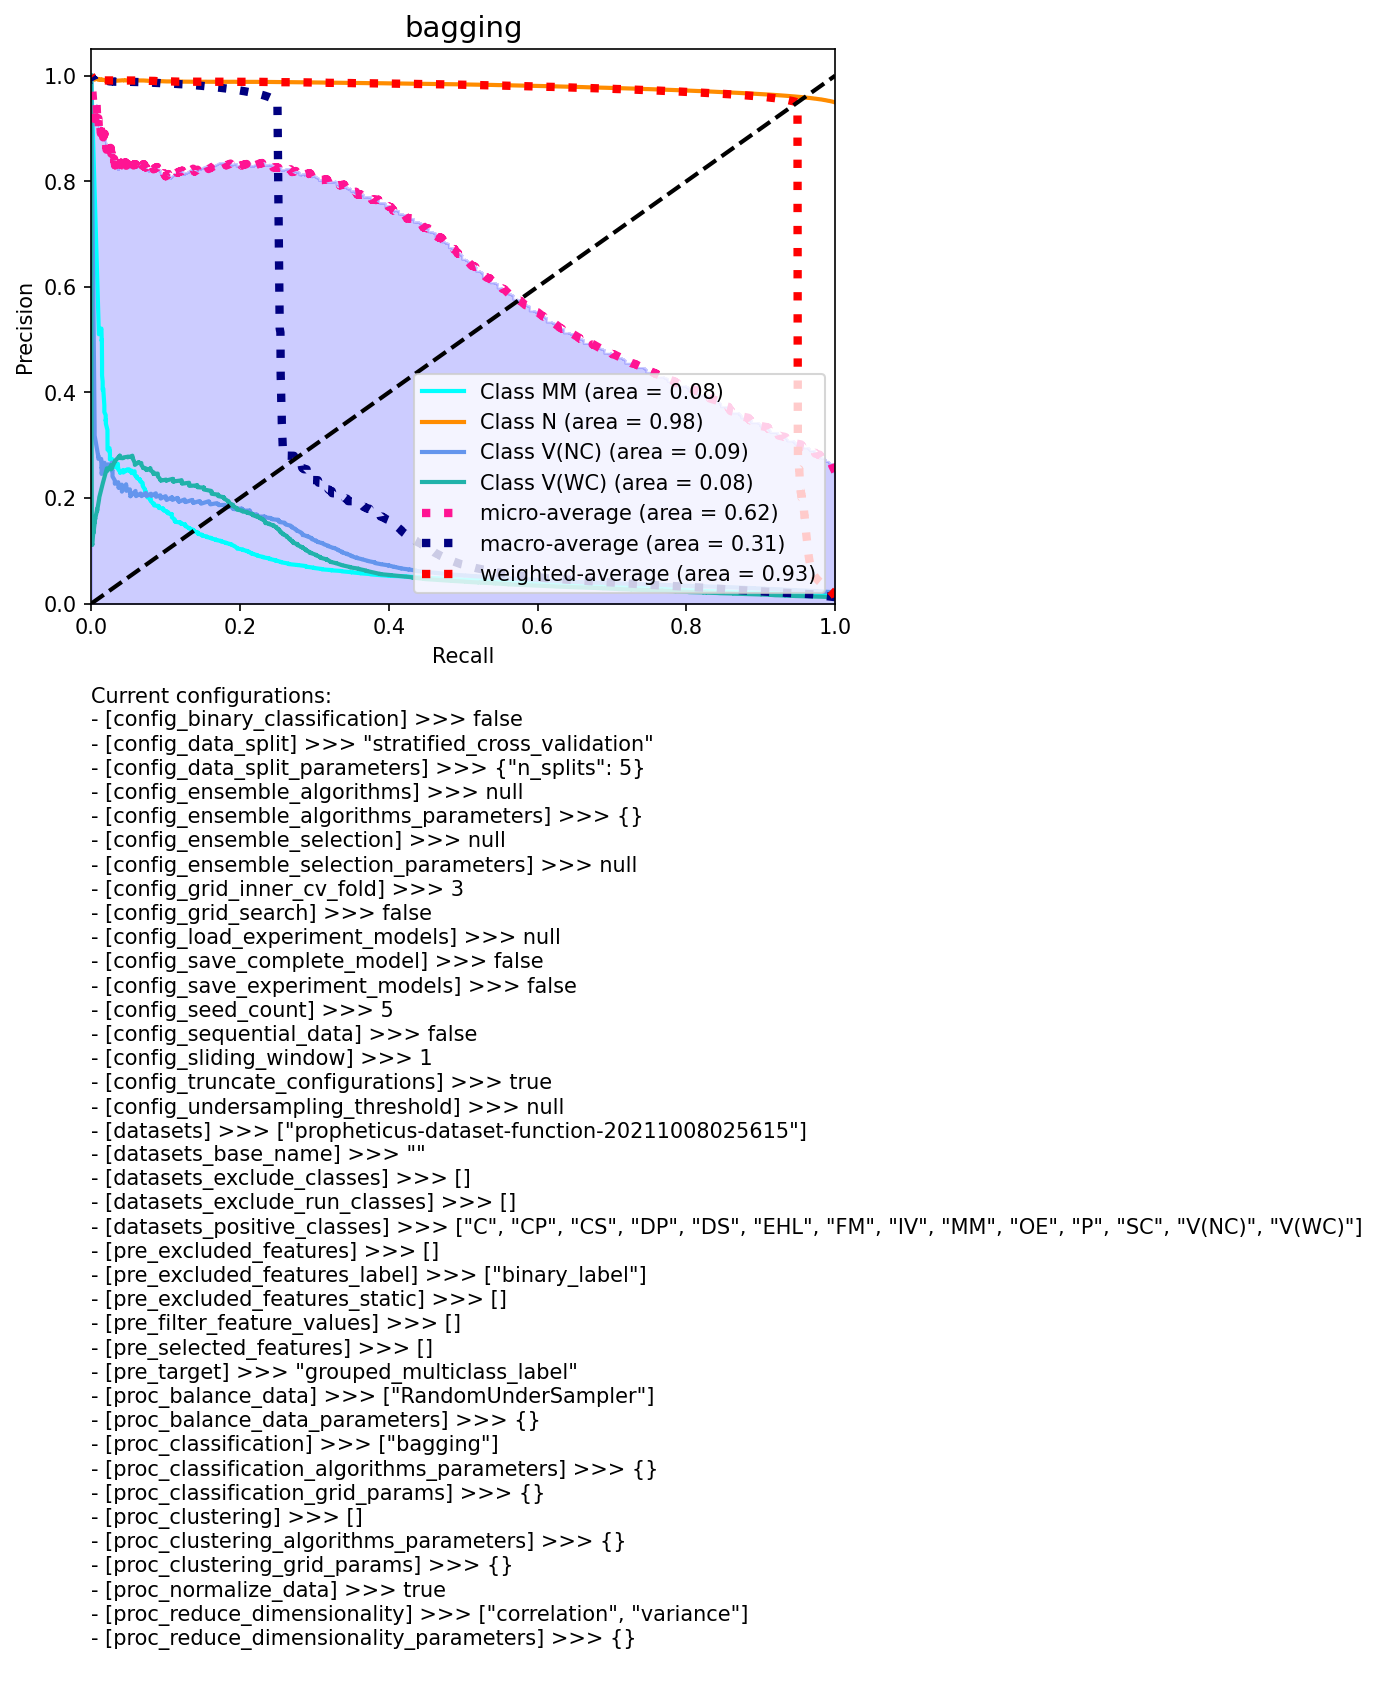 bagging
1.0
0.8
0.6
0.4
0.2
0.0
Precision
0.0 0.2 0.4 0.6 0.8 1.0
Recall
Class MM (area = 0.08)
Class N (area = 0.98)
Class V(NC) (area = 0.09)
Class V(WC) (area = 0.08)
micro-average (area = 0.62)
macro-average (area = 0.31)
weighted-average (area = 0.93)
Current configurations:
- [config_binary_classification] >>> false
- [config_data_split] >>> "stratified_cross_validation"
- [config_data_split_parameters] >>> {"n_splits": 5}
- [config_ensemble_algorithms] >>> null
- [config_ensemble_algorithms_parameters] >>> {}
- [config_ensemble_selection] >>> null
- [config_ensemble_selection_parameters] >>> null
- [config_grid_inner_cv_fold] >>> 3
- [config_grid_search] >>> false
- [config_load_experiment_models] >>> null
- [config_save_complete_model] >>> false
- [config_save_experiment_models] >>> false
- [config_seed_count] >>> 5
- [config_sequential_data] >>> false
- [config_sliding_window] >>> 1
- [config_truncate_configurations] >>> true
- [config_undersampling_threshold] >>> null
- [datasets] >>> ["propheticus-dataset-function-20211008025615"]
- [datasets_base_name] >>> ""
- [datasets_exclude_classes] >>> []
- [datasets_exclude_run_classes] >>> []
- [datasets_positive_classes] >>> ["C", "CP", "CS", "DP", "DS", "EHL", "FM", "IV", "MM", "OE", "P", "SC", "V(NC)", "V(WC)"]
- [pre_excluded_features] >>> []
- [pre_excluded_features_label] >>> ["binary_label"]
- [pre_excluded_features_static] >>> []
- [pre_filter_feature_values] >>> []
- [pre_selected_features] >>> []
- [pre_target] >>> "grouped_multiclass_label"
- [proc_balance_data] >>> ["RandomUnderSampler"]
- [proc_balance_data_parameters] >>> {}
- [proc_classification] >>> ["bagging"]
- [proc_classification_algorithms_parameters] >>> {}
- [proc_classification_grid_params] >>> {}
- [proc_clustering] >>> []
- [proc_clustering_algorithms_parameters] >>> {}
- [proc_clustering_grid_params] >>> {}
- [proc_normalize_data] >>> true
- [proc_reduce_dimensionality] >>> ["correlation", "variance"]
- [proc_reduce_dimensionality_parameters] >>> {}